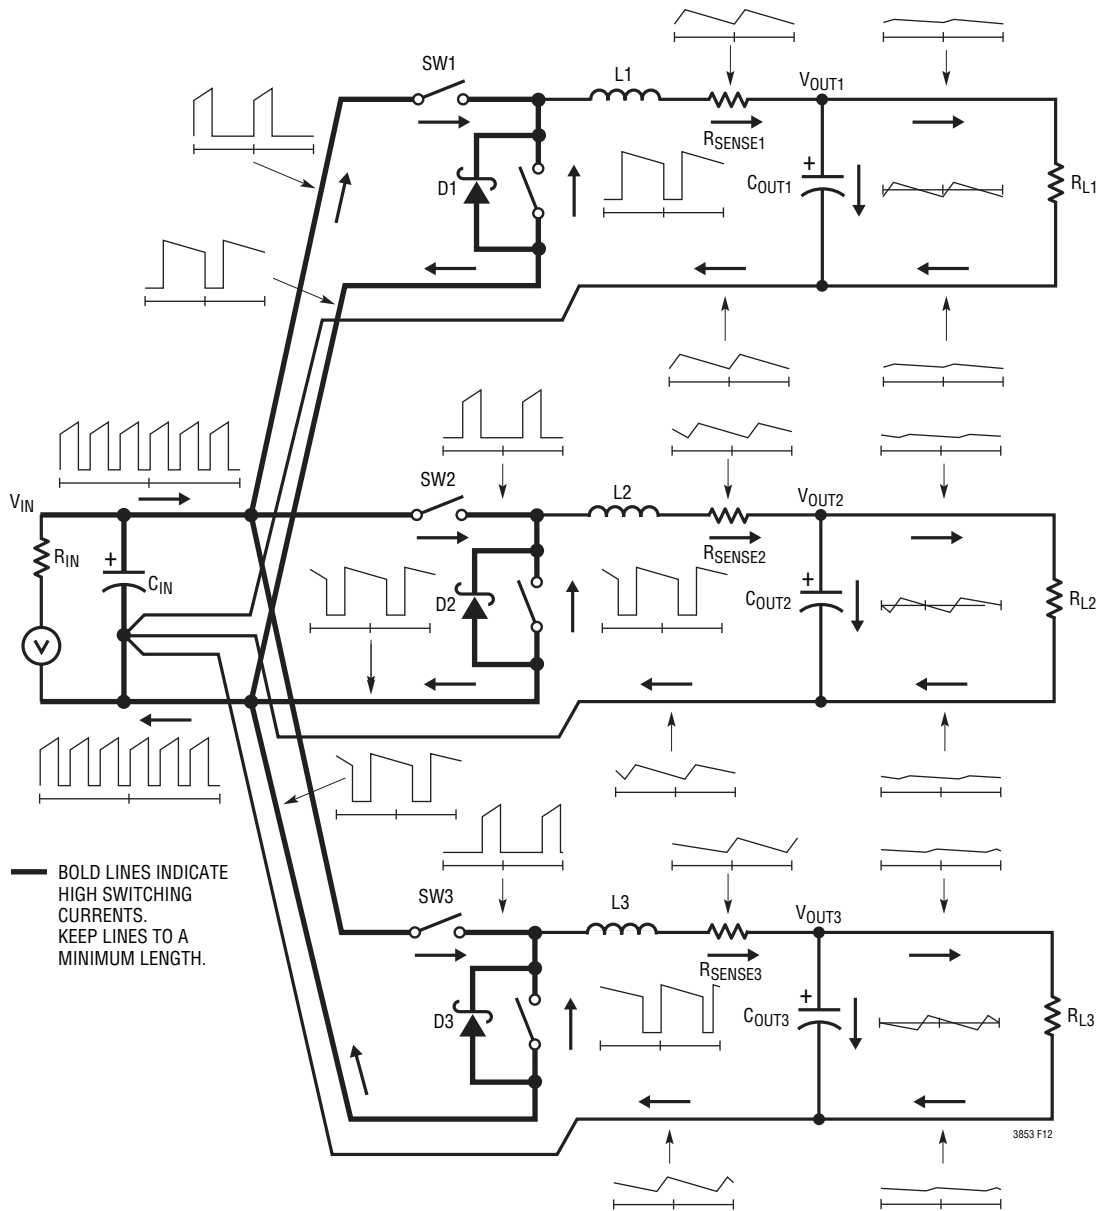 SW1
L1
VOUT1
RSENSE1
D1
COUT1
+
RL1
SW2
L2
VOUT2
VIN
RSENSE2
RIN
+
CIN
D2
COUT2
+
RL2
V
BOLD LINES INDICATE
HIGH SWITCHING
CURRENTS.
KEEP LINES TO A
MINIMUM LENGTH.
SW3
L3
VOUT3
RSENSE3
D3
COUT3
+
RL3
3853 F12